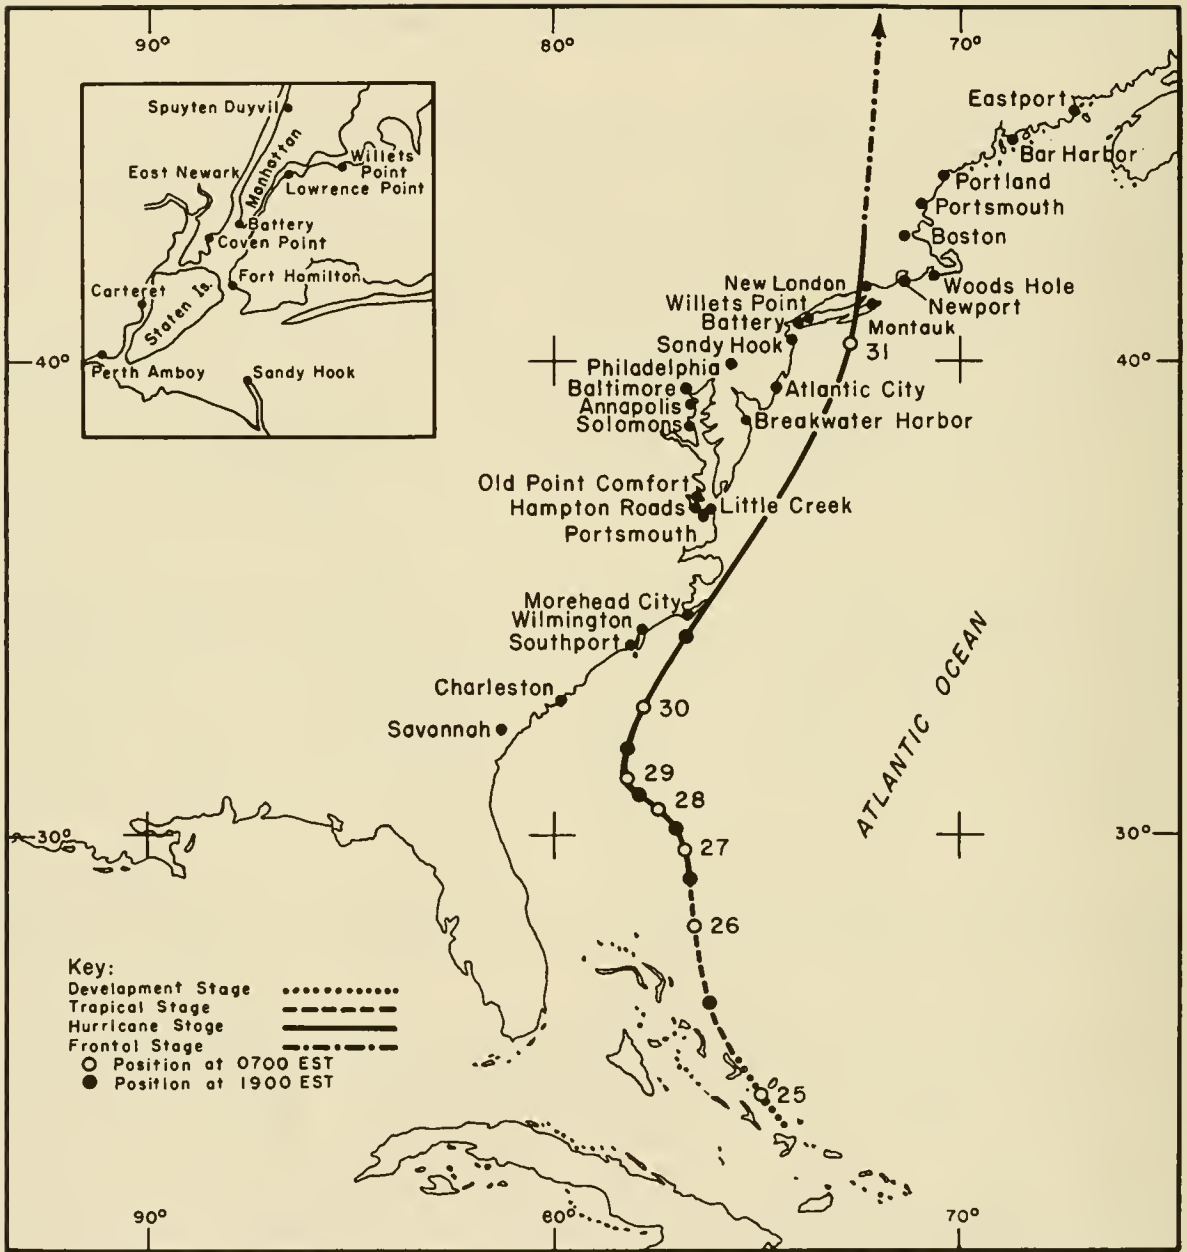 90°
80°
70°
Eastport
Bar Harbor
Portland
Portsmouth
Boston
Woods Hole
Newport
New London
Willets Point
Battery
Montauk
31
Sandy Hook
Philadelphia
Baltimore
Annapolis
Solomons
Atlantic City
Breakwater Harbor
Old Point Comfort
Hampton Roads
Little Creek
Portsmouth
Morehead City
Wilmington
Southport
Charleston
Savannah
30
29
28
27
26
25
ATLANTIC OCEAN
40°
40°
30°
30°
Spuyten Duyvil
Manhattan
Willets
Point
East Newark
Lawrence Point
Battery
Caven Point
Fort Hamilton
Carteret
Staten Is.
Perth Amboy
Sandy Hook
Key:
Development Stage
Tropical Stage
Hurricane Stage
Frontal Stage
Position at 0700 EST
Position at 1900 EST
90°
80°
70°